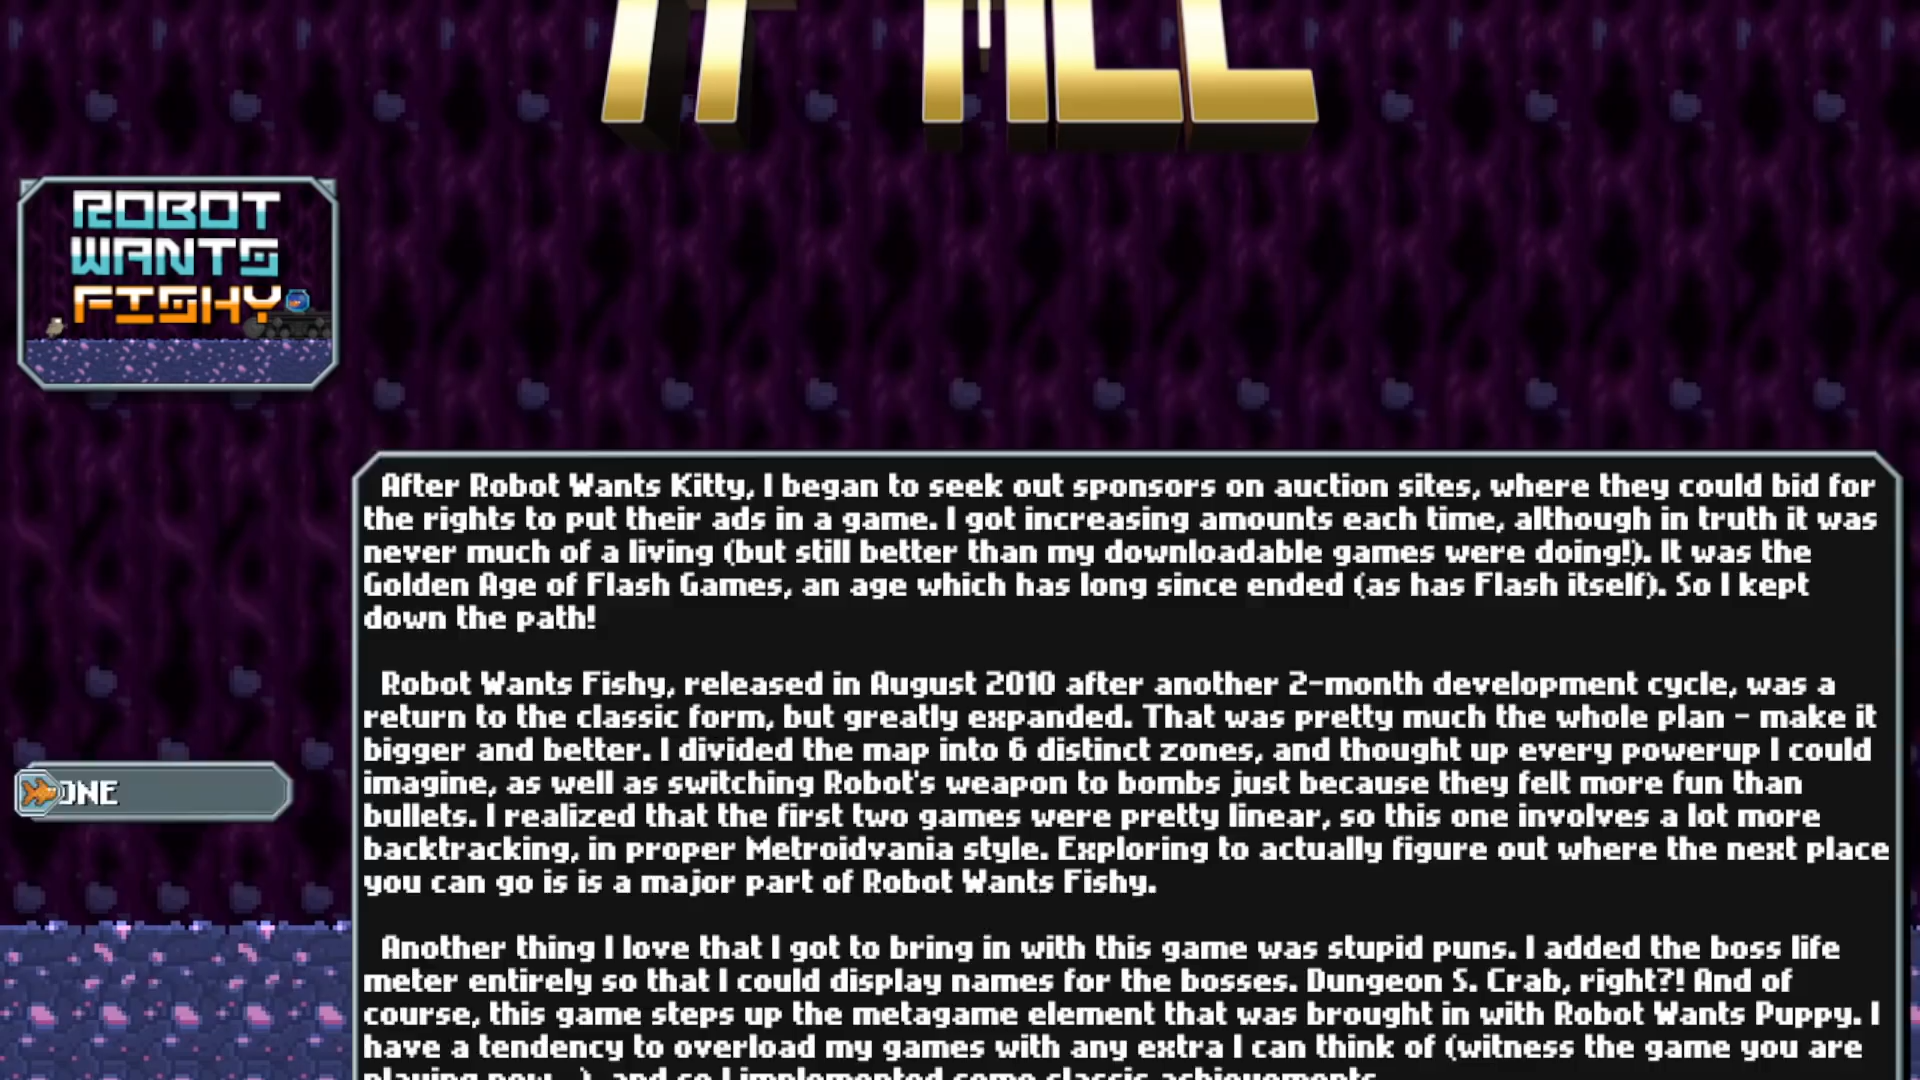 IT ALL
ROBOT
WANTS
FISHY
After Robot Wants Kitty, I began to seek out sponsors on auction sites, where they could bid for
the rights to put their ads in a game. I got increasing amounts each time, although in truth it was
never much of a living (but still better than my downloadable games were doing!). It was the
Golden Age of Flash Games, an age which has long since ended (as has Flash itself). So I kept
down the path!
Robot Wants Fishy, released in August 2010 after another 2-month development cycle, was a
return to the classic form, but greatly expanded. That was pretty much the whole plan - make it
bigger and better. I divided the map into 6 distinct zones, and thought up every powerup I could
imagine, as well as switching Robot's weapon to bombs just because they felt more fun than
bullets. I realized that the first two games were pretty linear, so this one involves a lot more
backtracking, in proper Metroidvania style. Exploring to actually figure out where the next place
you can go is is a major part of Robot Wants Fishy.
ONE
Another thing I love that I got to bring in with this game was stupid puns. I added the boss life
meter entirely so that I could display names for the bosses. Dungeon S. Crab, right?! And of
course, this game steps up the metagame element that was brought in with Robot Wants Puppy. I
have a tendency to overload my games with any extra I can think of (witness the game you are
playing now...), and so I implemented some classic achievements.